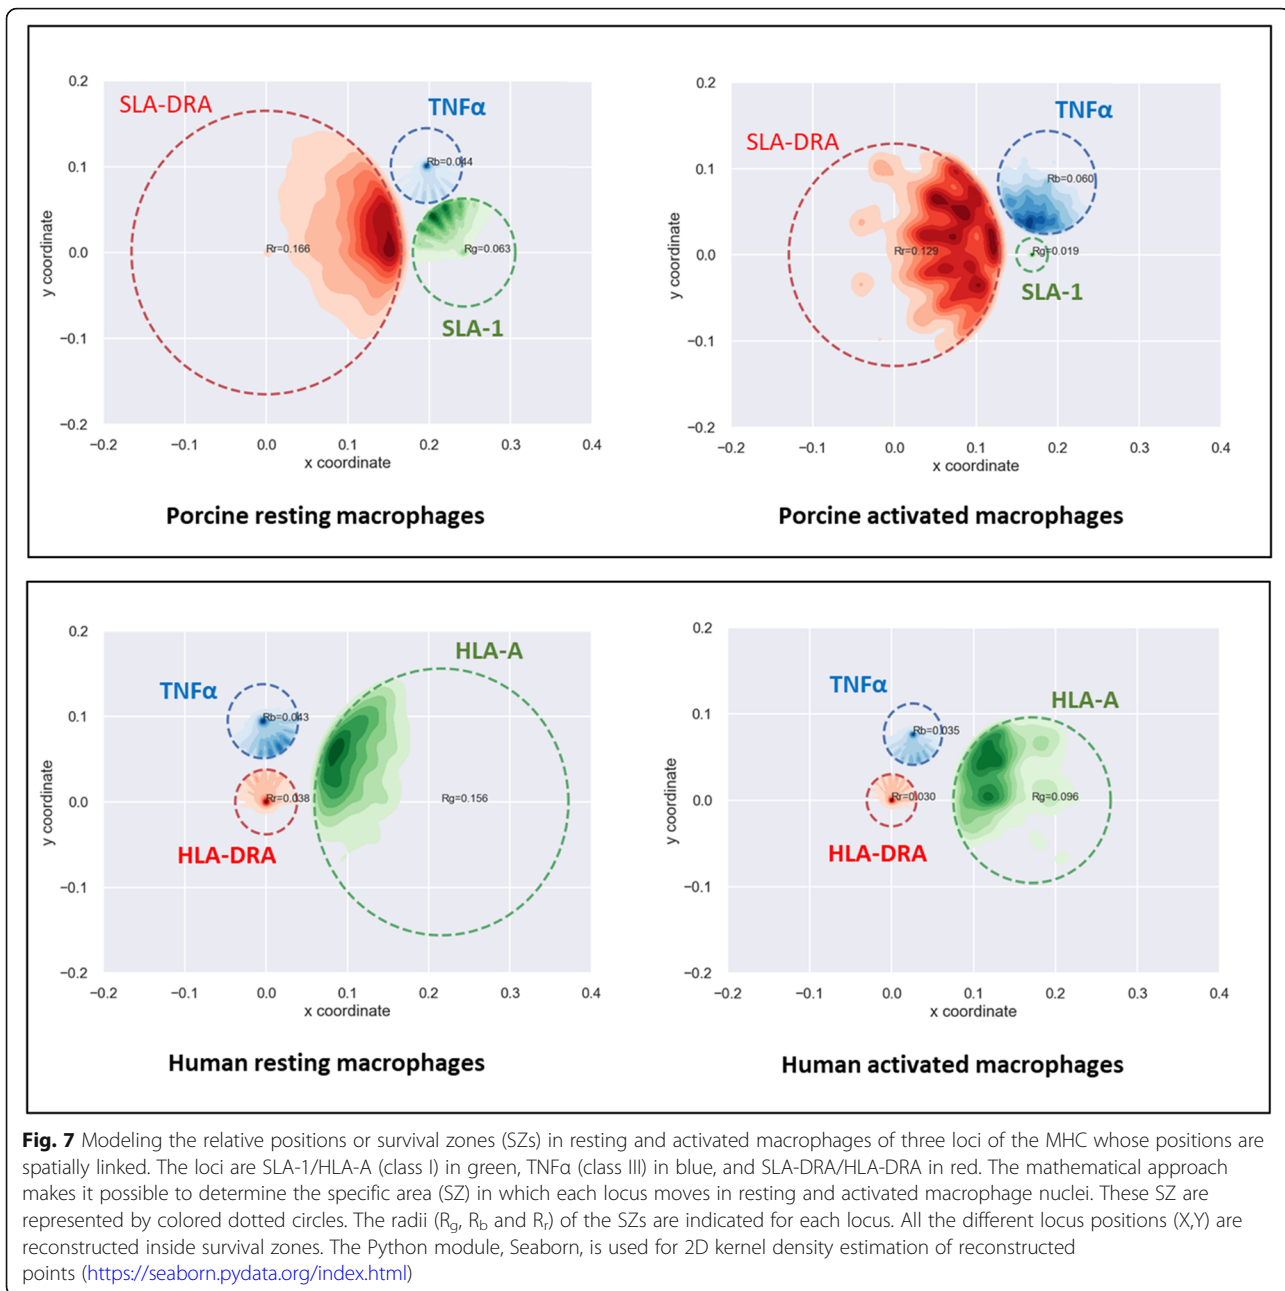 SLA-DRA
TNFα
0.2
0.1
0.0
−0.1
−0.2
y coordinate
Rb=0.044
Rr=0.166
Rg=0.063
SLA-1
−0.2 −0.1 0.0 0.1 0.2 0.3 0.4
x coordinate
Porcine resting macrophages
TNFα
SLA-DRA
0.2
0.1
0.0
−0.1
−0.2
y coordinate
Rb=0.060
Rr=0.129
Rg=0.019
SLA-1
−0.2 −0.1 0.0 0.1 0.2 0.3 0.4
x coordinate
Porcine activated macrophages
HLA-A
TNFα
0.2
0.1
0.0
−0.1
−0.2
y coordinate
Rb=0.043
Rr=0.038
Rg=0.156
HLA-DRA
−0.2 −0.1 0.0 0.1 0.2 0.3 0.4
x coordinate
Human resting macrophages
TNFα
HLA-A
0.2
0.1
0.0
−0.1
−0.2
y coordinate
Rb=0.035
Rr=0.030
Rg=0.096
HLA-DRA
−0.2 −0.1 0.0 0.1 0.2 0.3 0.4
x coordinate
Human activated macrophages
Fig. 7 Modeling the relative positions or survival zones (SZs) in resting and activated macrophages of three loci of the MHC whose positions are
spatially linked. The loci are SLA-1/HLA-A (class I) in green, TNFα (class III) in blue, and SLA-DRA/HLA-DRA in red. The mathematical approach
makes it possible to determine the specific area (SZ) in which each locus moves in resting and activated macrophage nuclei. These SZ are
represented by colored dotted circles. The radii (Rg, Rb and Rr) of the SZs are indicated for each locus. All the different locus positions (X,Y) are
reconstructed inside survival zones. The Python module, Seaborn, is used for 2D kernel density estimation of reconstructed
points (https://seaborn.pydata.org/index.html)